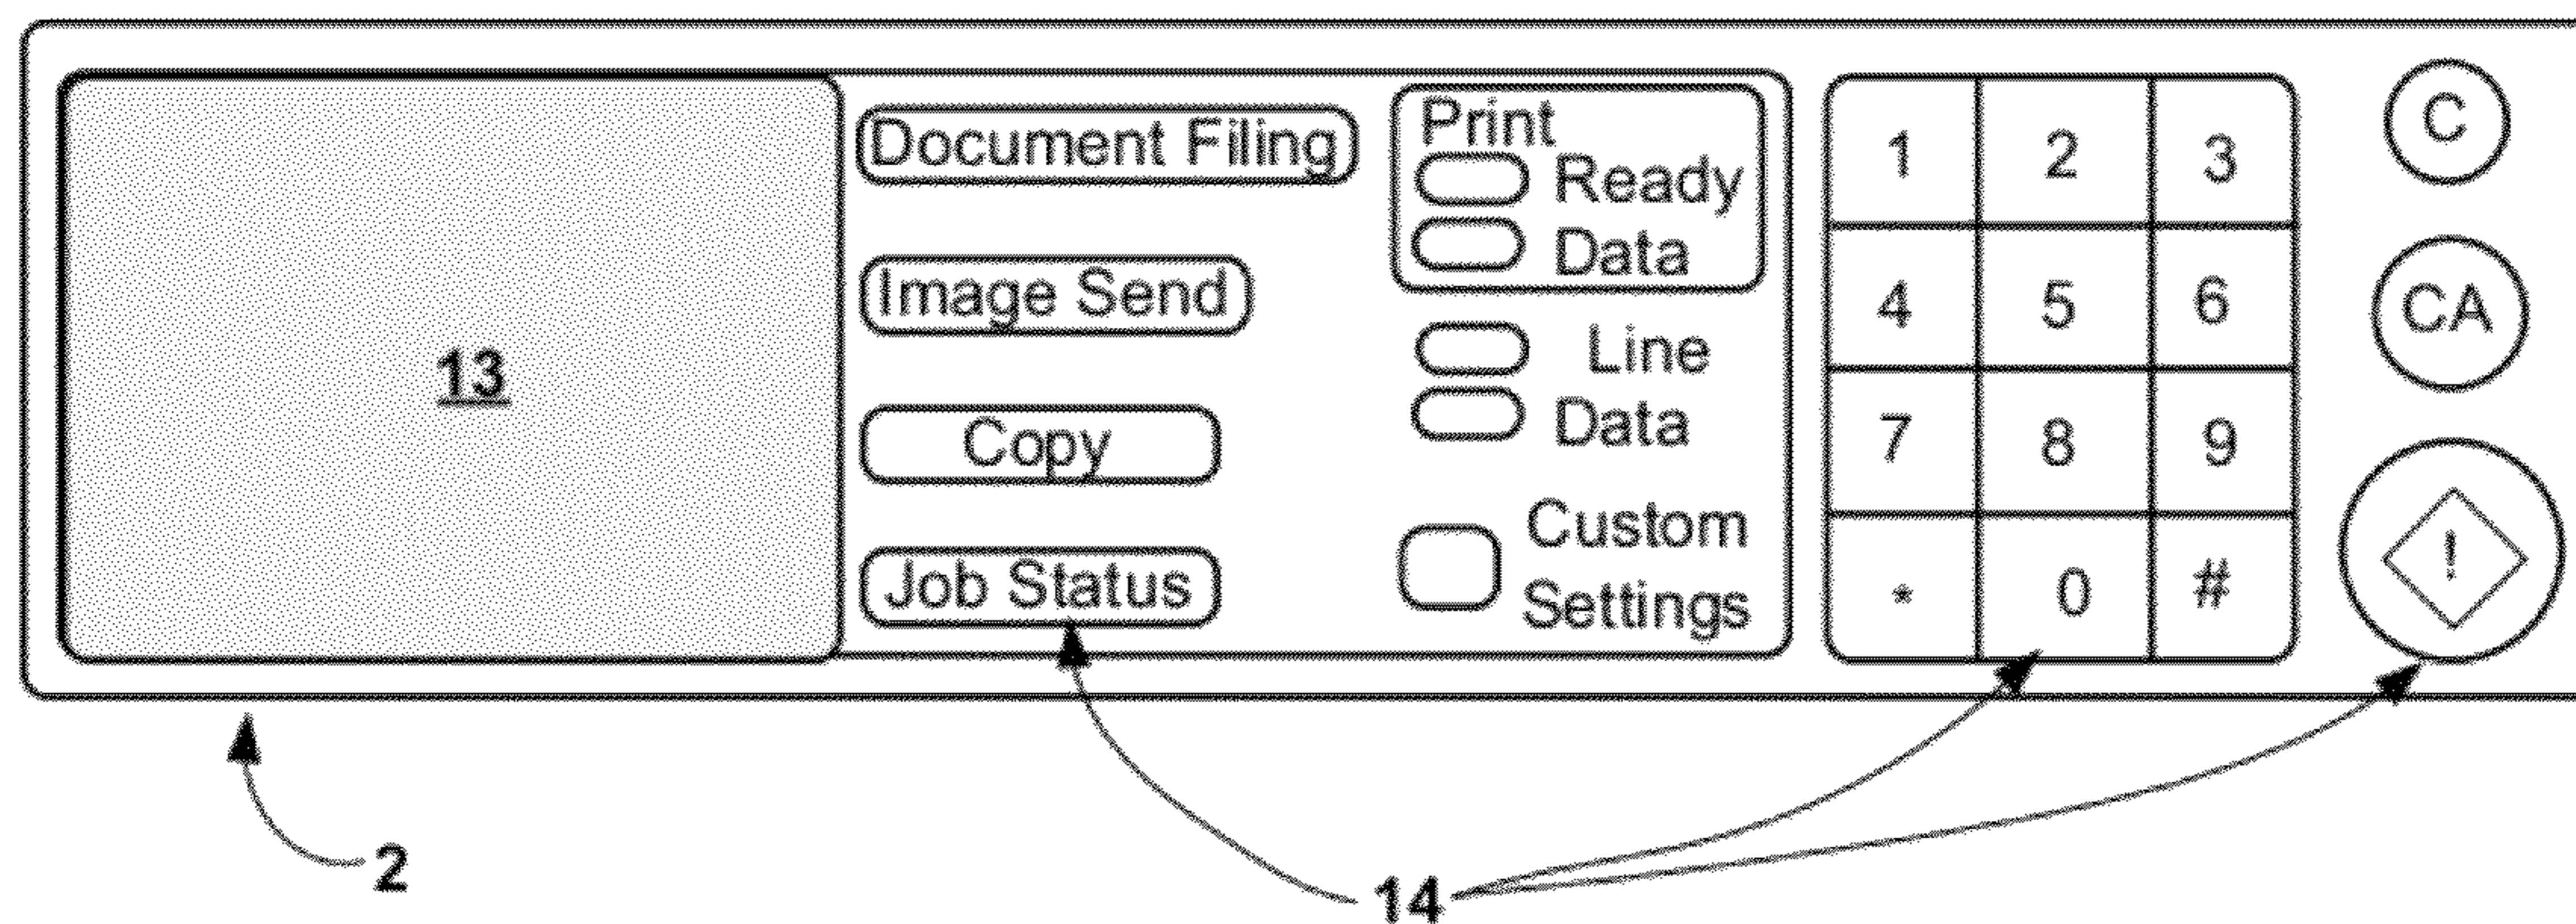 13
Document Filing
Image Send
Copy
Job Status
Print
Ready
Data
Line
Data
Custom
Settings
1 2 3
4 5 6
7 8 9
* 0 #
C
CA
!
2
14